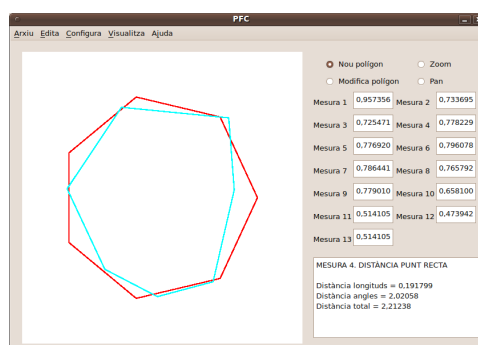 PFC
Arxiu Edita Configura Visualitza Ajuda
Nou polígon Zoom
Modifica polígon Pan
Mesura 1 0,957356 Mesura 2 0,733695
Mesura 3 0,725471 Mesura 4 0,778229
Mesura 5 0,776920 Mesura 6 0,796078
Mesura 7 0,786441 Mesura 8 0,765792
Mesura 9 0,779010 Mesura 10 0,658100
Mesura 11 0,514105 Mesura 12 0,473942
Mesura 13 0,514105
MESURA 4. DISTÀNCIA PUNT RECTA
Distància longituds = 0,191799
Distància angles = 2,02058
Distància total = 2,21238